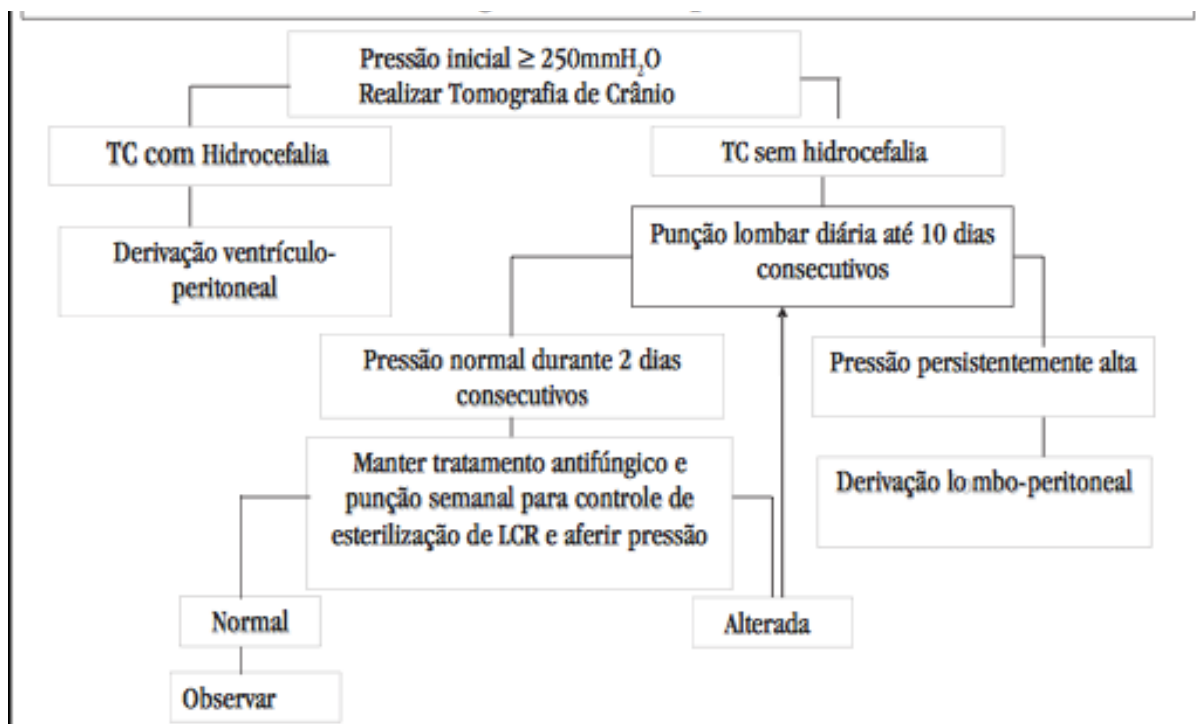 Pressão inicial ≥ 250mmH₂O
Realizar Tomografia de Crânio
TC com Hidrocefalia
TC sem hidrocefalia
Derivação ventrículo-
peritoneal
Punção lombar diária até 10 dias
consecutivos
Pressão normal durante 2 dias
consecutivos
Pressão persistentemente alta
Manter tratamento antifúngico e
punção semanal para controle de
esterilização de LCR e aferir pressão
Derivação lo mbo-peritoneal
Normal
Alterada
Observar